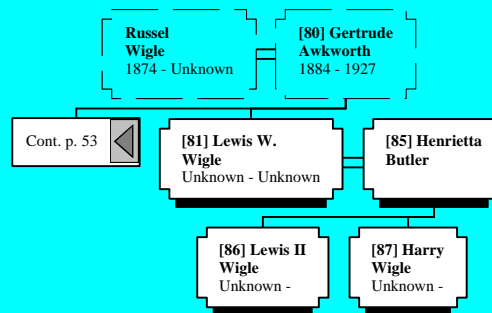 Russel
Wigle
1874 - Unknown
[80] Gertrude
Awkworth
1884 - 1927
Cont. p. 53
[81] Lewis W.
Wigle
Unknown - Unknown
[85] Henrietta
Butler
[86] Lewis II
Wigle
Unknown -
[87] Harry
Wigle
Unknown -